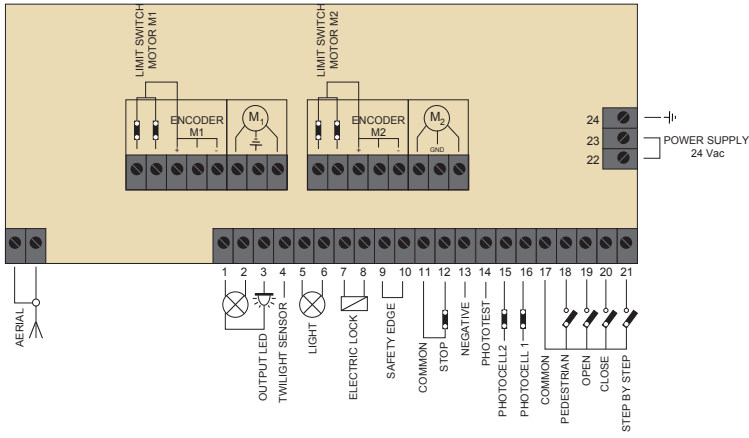 LIMIT SWITCH
MOTOR M1
LIMIT SWITCH
MOTOR M2
ENCODER
M1
+ -
M1
ENCODER
M2
+ -
M2
GND
24
23
22
POWER SUPPLY
24 Vac
1 2 3 4 5 6 7 8 9 10 11 12 13 14 15 16 17 18 19 20 21
AERIAL
OUTPUT LED
TWILIGHT SENSOR
LIGHT
ELECTRIC LOCK
SAFETY EDGE
COMMON
STOP
NEGATIVE
PHOTOTEST
PHOTOCELL2
PHOTOCELL 1
COMMON
PEDESTRIAN
OPEN
CLOSE
STEP BY STEP